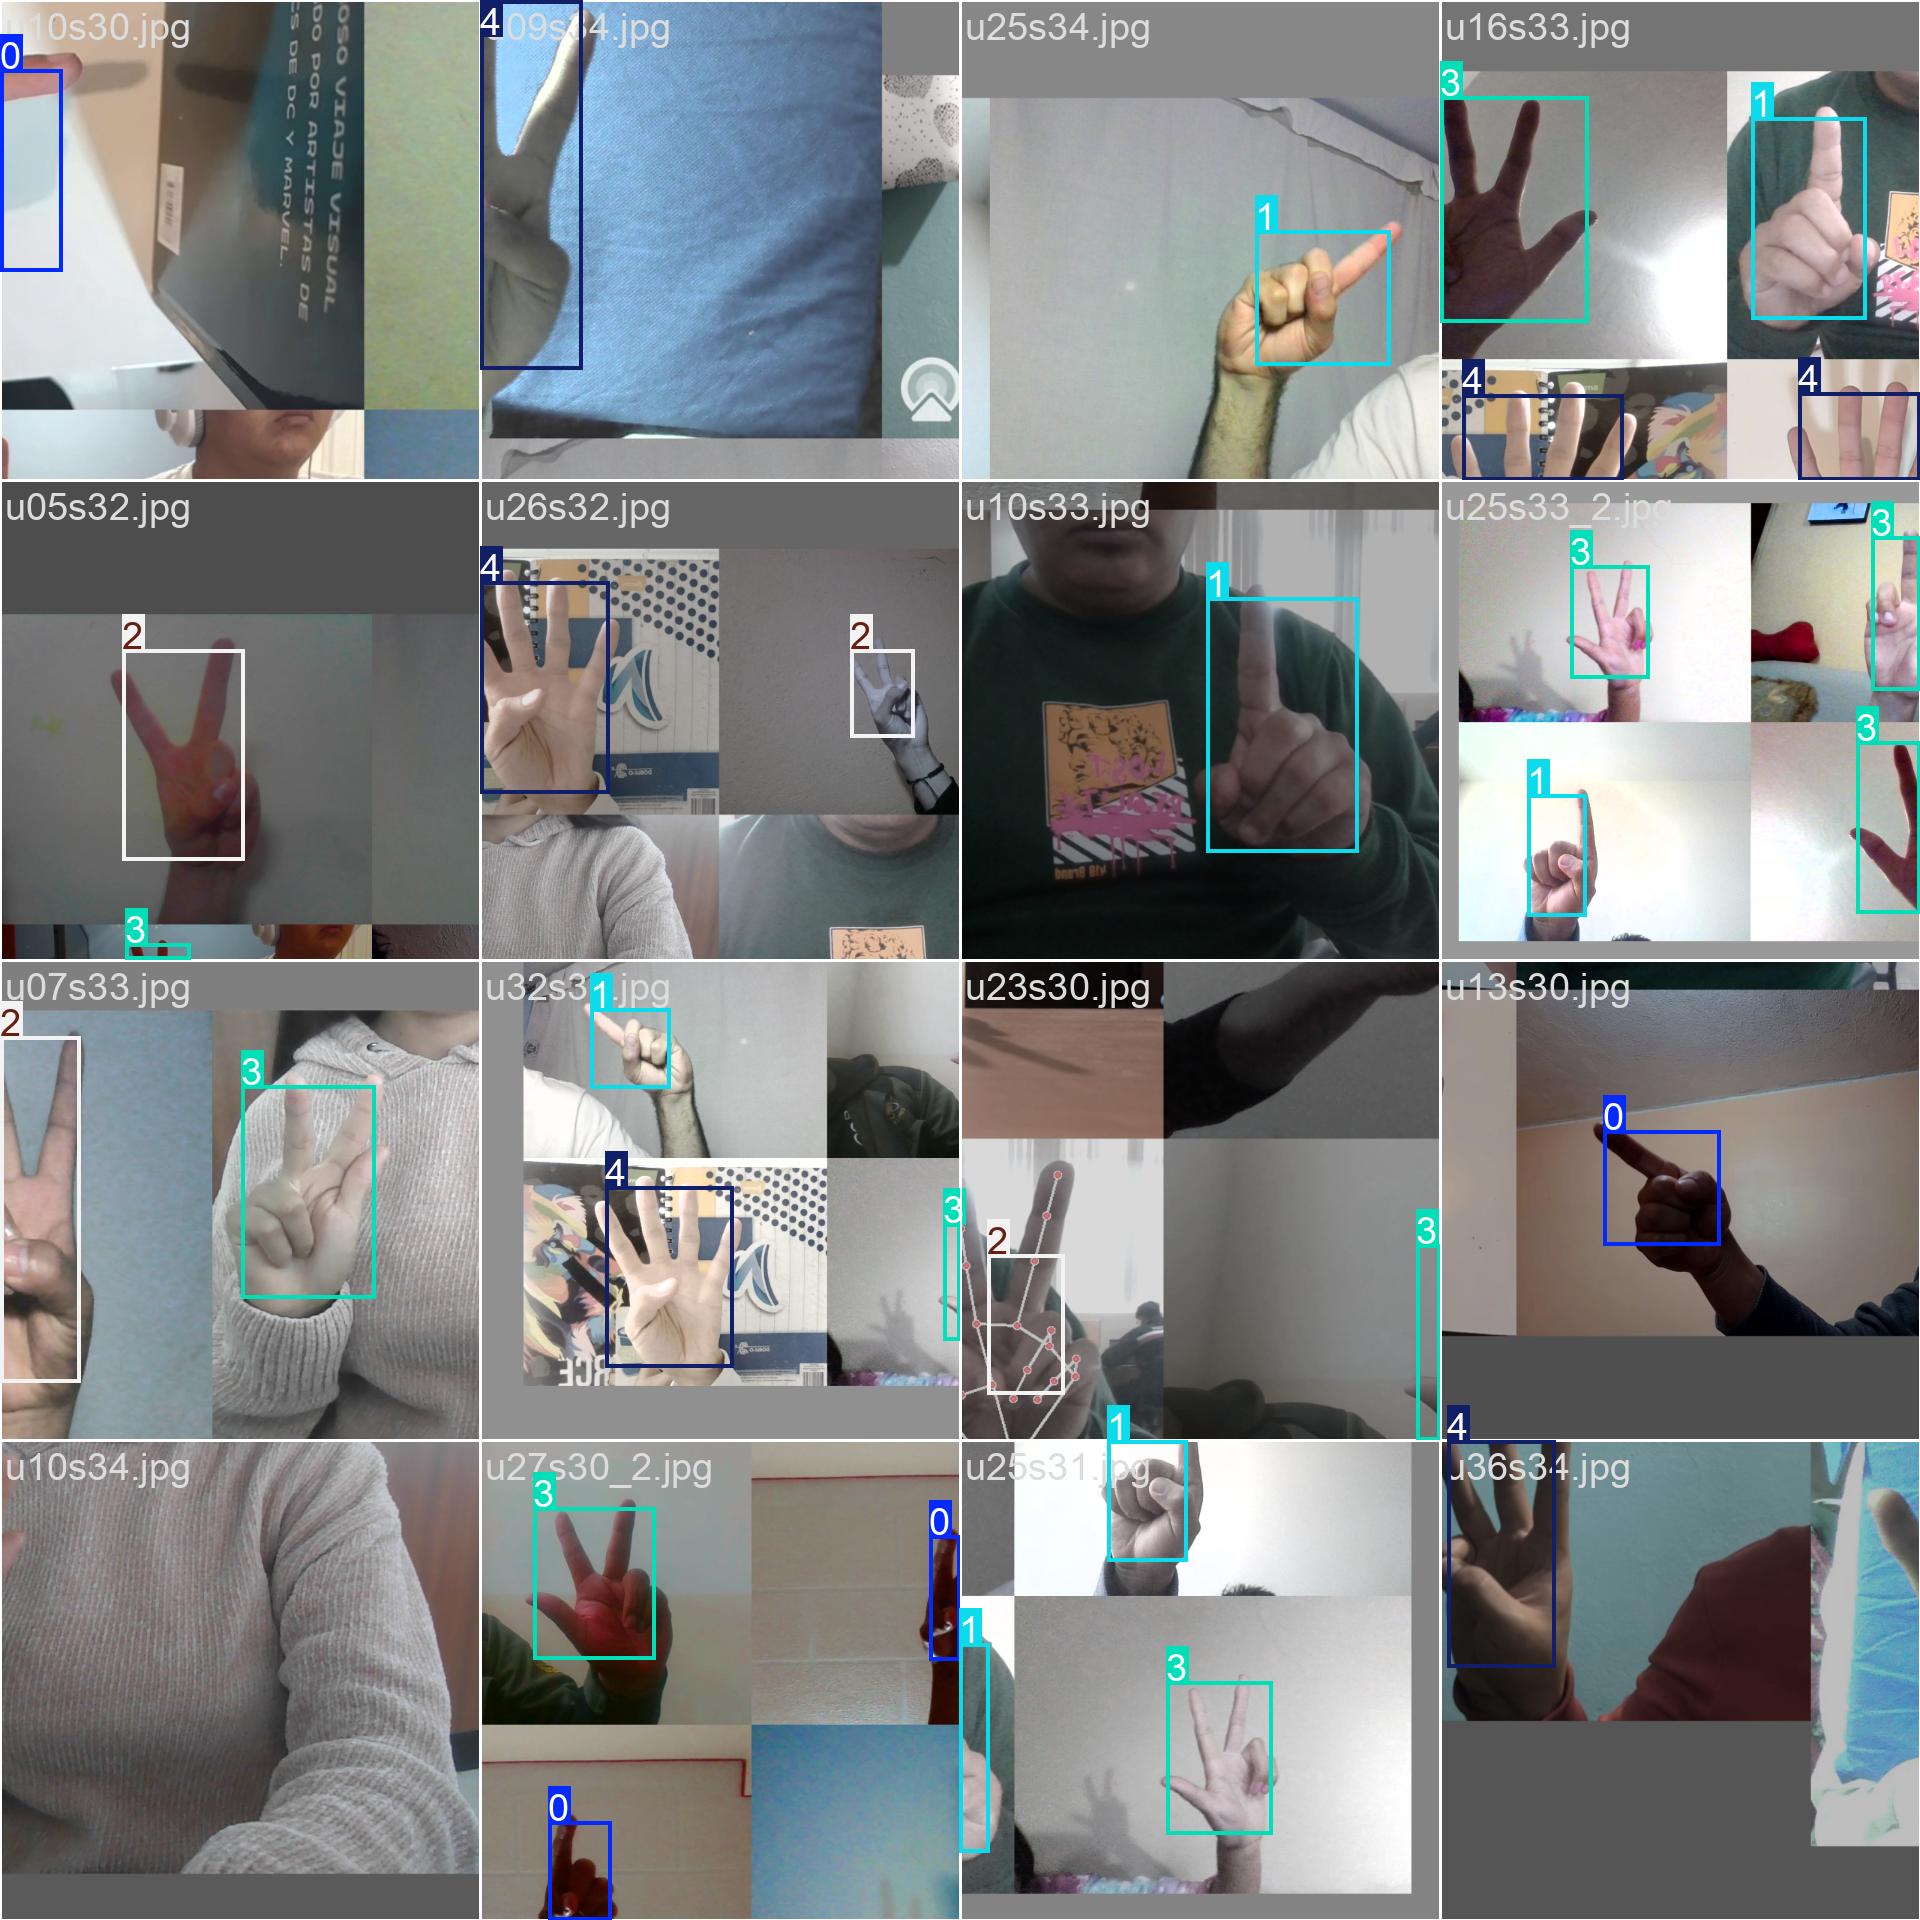 u10s30.jpg
0
OSO VIAJE VISUAL
DO POR ARTISTAS DE
CS DE DC Y MARVEL.
4
09s34.jpg
u25s34.jpg
1
u16s33.jpg
3
1
4
4
u05s32.jpg
2
3
u26s32.jpg
4
2
u10s33.jpg
1
u25s33_2.jpg
3
3
1
3
u07s33.jpg
2
3
u32s3 .jpg
1
4
3
u23s30.jpg
2
3
u13s30.jpg
0
u10s34.jpg
u27s30_2.jpg
3
0
0
u25s31.jpg
1
1
3
u36s34.jpg
4